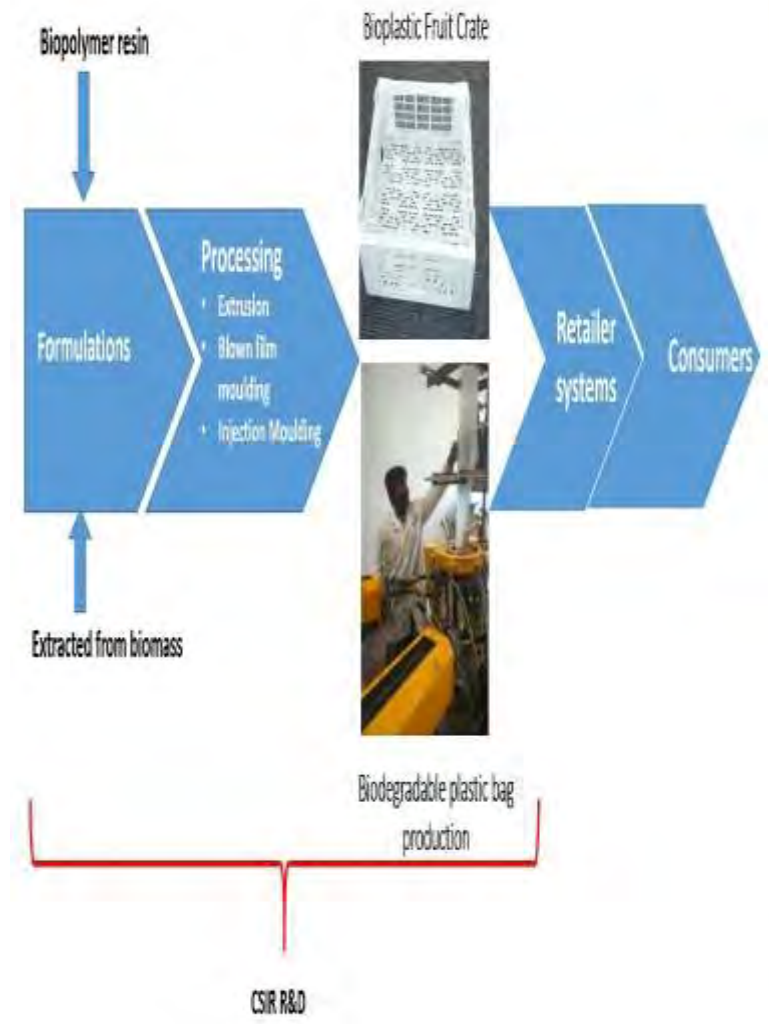 Bioplastic Fruit Crate
Biopolymer resin
Formulations
Processing
• Extrusion
• Blown film
moulding
• Injection Moulding
Retailer
systems
Consumers
Extracted from biomass
Biodegradable plastic bag
production
CSIR R&D